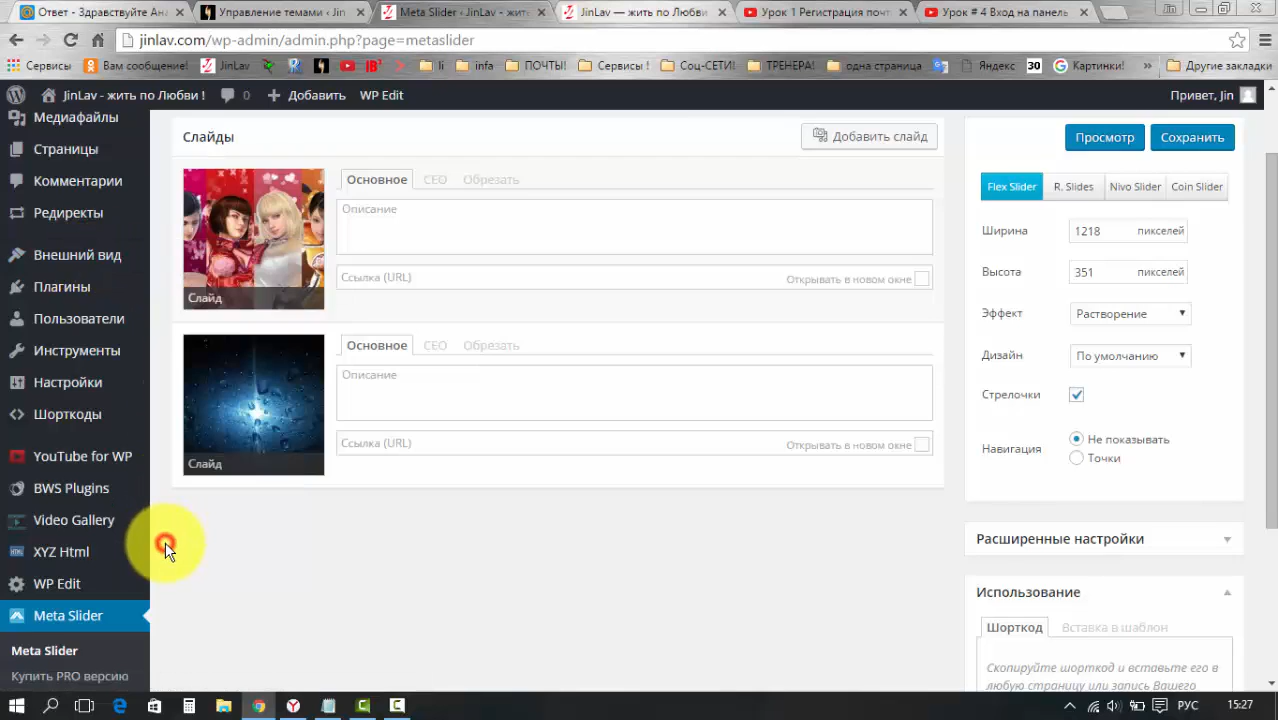 Ответ - Здравствуйте Ана
Управление темами ‹ Jin
Meta Slider ‹ JinLav - жит
JinLav — жить по Любви
Урок 1 Регистрация почт
Урок # 4 Вход на панель
jinlav.com/wp-admin/admin.php?page=metaslider
Сервисы
Вам сообщение!
JinLav
li
infa
ПОЧТЫ!
Сервисы !
Соц-СЕТИ!
ТРЕНЕРА!
одна страница
Яндекс
30
Картинки!
»
Другие закладки
JinLav - жить по Любви !
0
Добавить
WP Edit
Привет, Jin
Медиафайлы
Страницы
Комментарии
Редиректы
Внешний вид
Плагины
Пользователи
Инструменты
Настройки
Шорткоды
YouTube for WP
BWS Plugins
Video Gallery
XYZ Html
WP Edit
Meta Slider
Meta Slider
Купить PRO версию
Слайды
Добавить слайд
Слайд
Основное
СЕО
Обрезать
Описание
Ссылка (URL)
Открывать в новом окне
Слайд
Основное
СЕО
Обрезать
Описание
Ссылка (URL)
Открывать в новом окне
Просмотр
Сохранить
Flex Slider
R. Slides
Nivo Slider
Coin Slider
Ширина
1218 пикселей
Высота
351 пикселей
Эффект
Растворение
Дизайн
По умолчанию
Стрелочки
Навигация
Не показывать
Точки
Расширенные настройки
Использование
Шорткод
Вставка в шаблон
Скопируйте шорткод и вставьте его в
любую страницу или запись Вашего
РУС
15:27